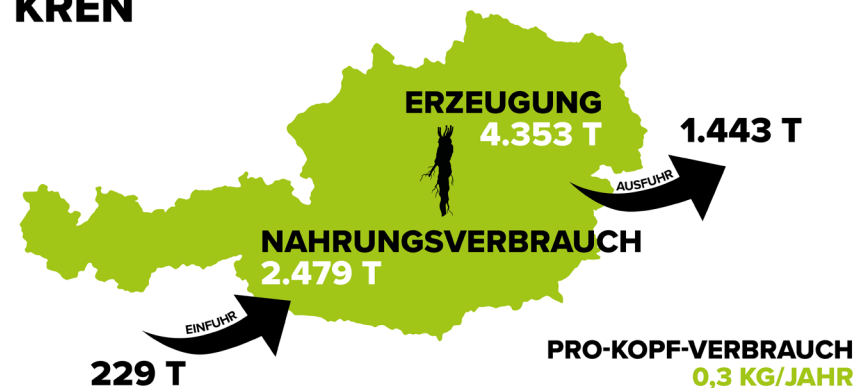 KREN
ERZEUGUNG
4.353 T
1.443 T
AUSFUHR
NAHRUNGSVERBRAUCH
2.479 T
EINFUHR
229 T
PRO-KOPF-VERBRAUCH
0,3 KG/JAHR